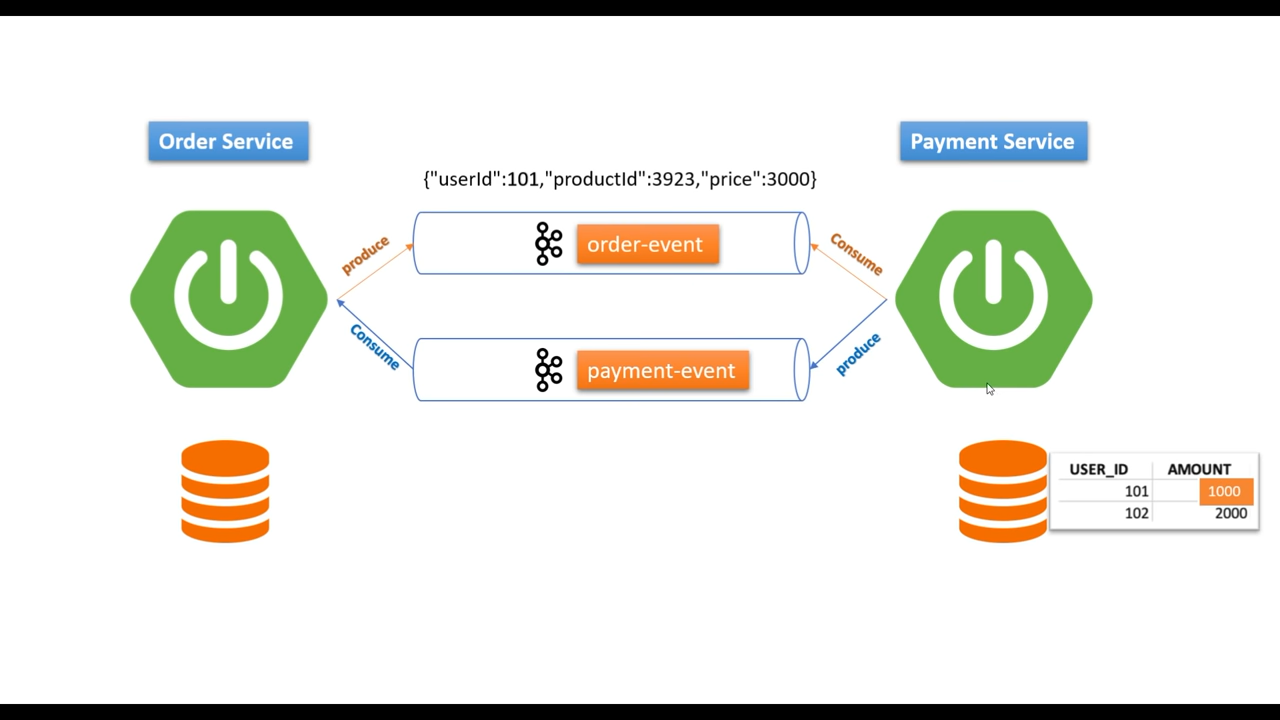 Order Service
Payment Service
{"userId":101,"productId":3923,"price":3000}
produce
order-event
Consume
Consume
payment-event
produce
USER_ID AMOUNT
101 1000
102 2000